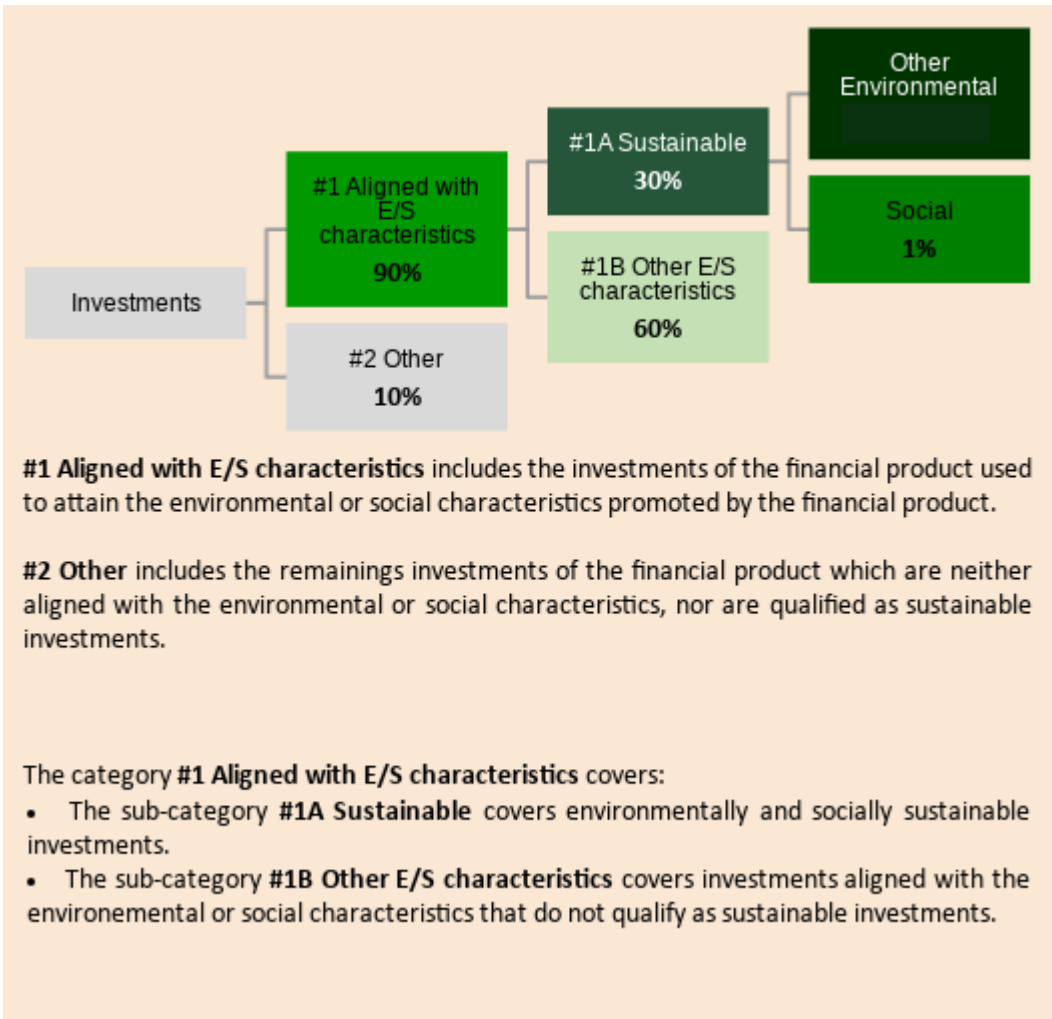 Other
Environmental
#1A Sustainable
30%
#1 Aligned with
E/S
characteristics
90%
Social
1%
#1B Other E/S
characteristics
60%
Investments
#2 Other
10%
#1 Aligned with E/S characteristics includes the investments of the financial product used
to attain the environmental or social characteristics promoted by the financial product.
#2 Other includes the remainings investments of the financial product which are neither
aligned with the environmental or social characteristics, nor are qualified as sustainable
investments.
The category #1 Aligned with E/S characteristics covers:
• The sub-category #1A Sustainable covers environmentally and socially sustainable
investments.
• The sub-category #1B Other E/S characteristics covers investments aligned with the
environemental or social characteristics that do not qualify as sustainable investments.